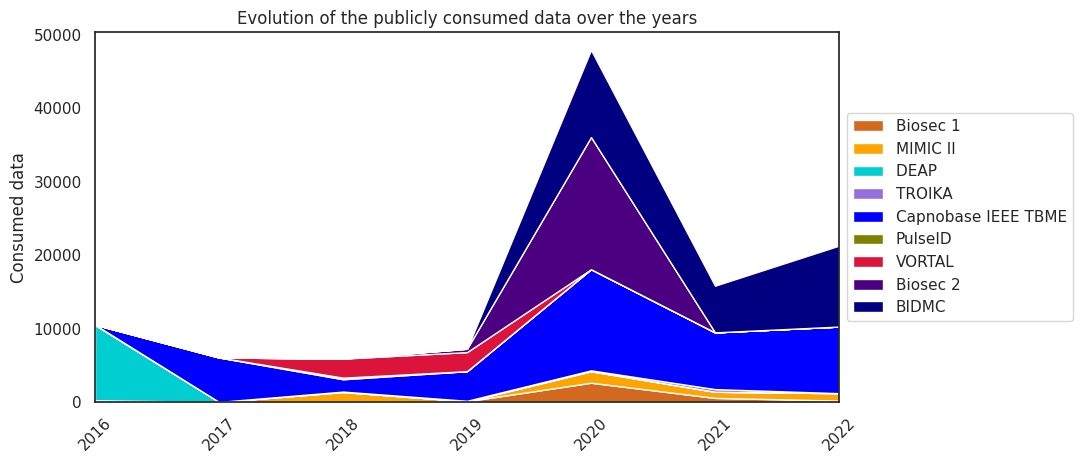 Evolution of the publicly consumed data over the years
Consumed data
50000
40000
30000
20000
10000
0
2016
2017
2018
2019
2020
2021
2022
Biosec 1
MIMIC II
DEAP
TROIKA
Capnobase IEEE TBME
PulseID
VORTAL
Biosec 2
BIDMC